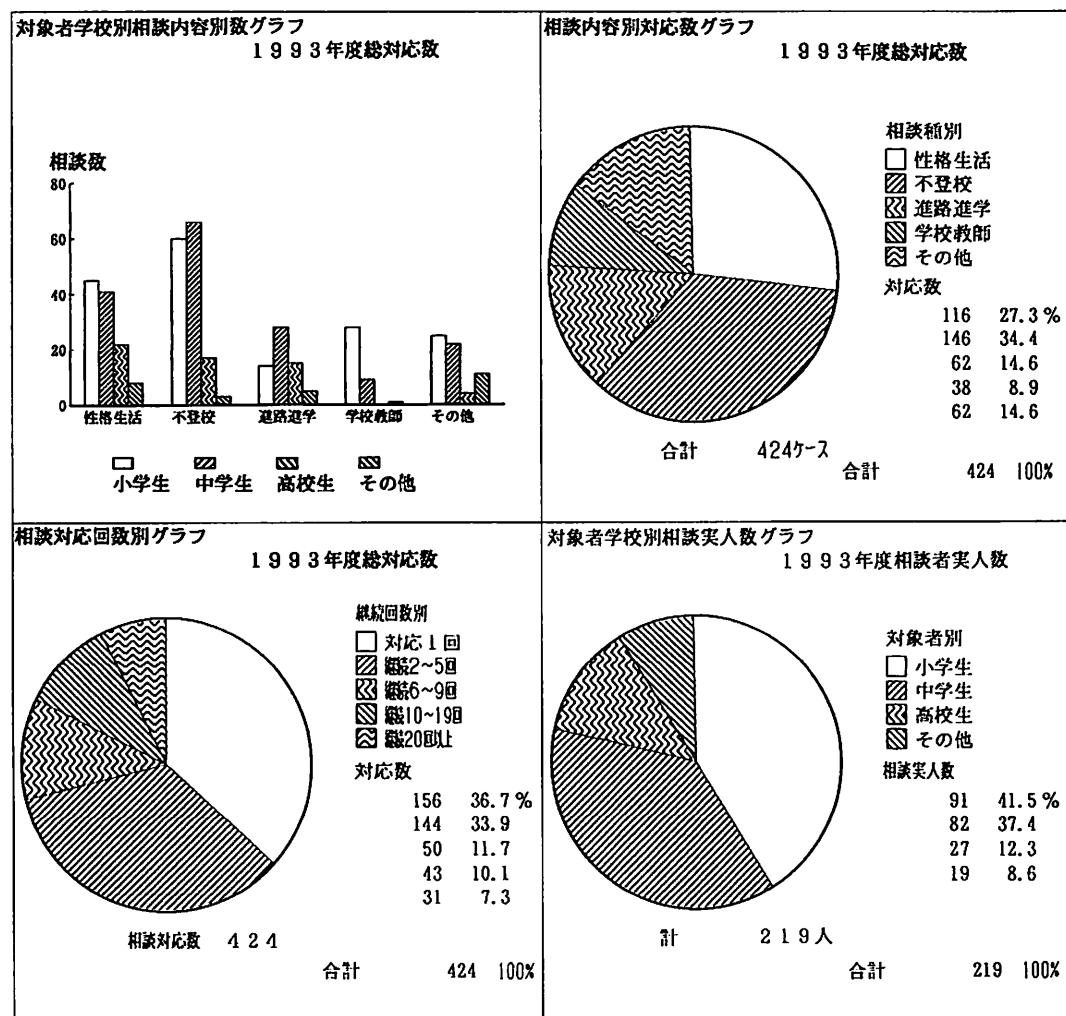 対象者学校別相談内容別数グラフ
1993年度総対応数
相談数
80
60
40
20
0
性格生活 不登校 進路進学 学校教師 その他
小学生 中学生 高校生 その他
相談内容別対応数グラフ
1993年度総対応数
相談種別
性格生活
不登校
進路進学
学校教師
その他
対応数
116 27.3%
146 34.4
62 14.6
38 8.9
62 14.6
合計 424ケース
合計 424 100%
相談対応回数別グラフ
1993年度総対応数
継続回数別
対応1回
継続2~5回
継続6~9回
継続10~19回
継続20回以上
対応数
156 36.7%
144 33.9
50 11.7
43 10.1
31 7.3
相談対応数 424
合計 424 100%
対象者学校別相談実人数グラフ
1993年度相談者実人数
対象者別
小学生
中学生
高校生
その他
相談実人数
91 41.5%
82 37.4
27 12.3
19 8.6
計 219人
合計 219 100%